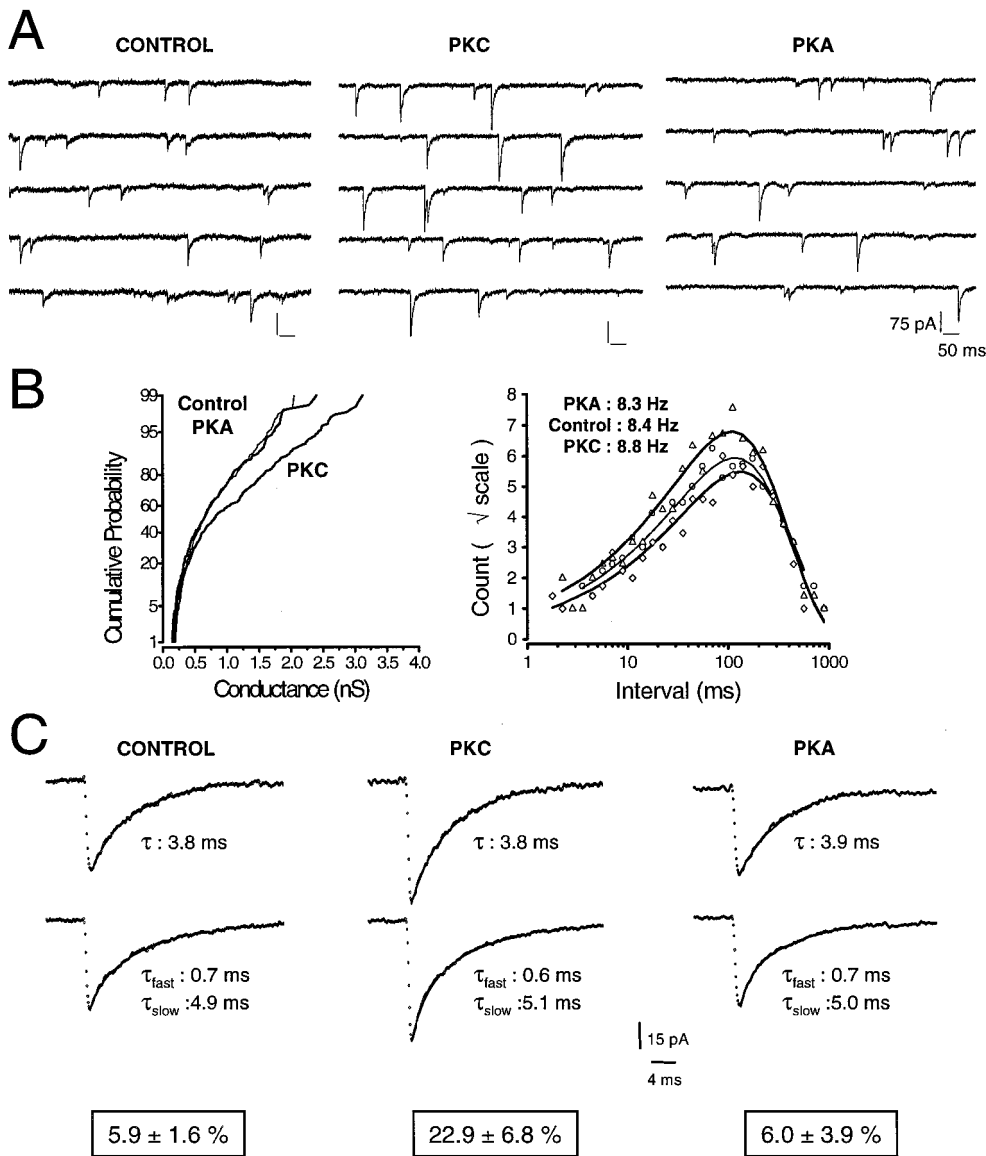 A
CONTROL PKC PKA
75 pA
50 ms
B
Cumulative Probability
99
95
80
60
40
20
5
1
Control
PKA
PKC
0.0 0.5 1.0 1.5 2.0 2.5 3.0 3.5 4.0
Conductance (nS)
Count ( √ scale)
8
7
6
5
4
3
2
1
0
PKA : 8.3 Hz
Control : 8.4 Hz
PKC : 8.8 Hz
1 10 100 1000
Interval (ms)
C
CONTROL PKC PKA
τ : 3.8 ms τ : 3.8 ms τ : 3.9 ms
τfast : 0.7 ms τfast : 0.6 ms τfast : 0.7 ms
τslow :4.9 ms τslow :5.1 ms τslow : 5.0 ms
15 pA
4 ms
5.9 ± 1.6 % 22.9 ± 6.8 % 6.0 ± 3.9 %